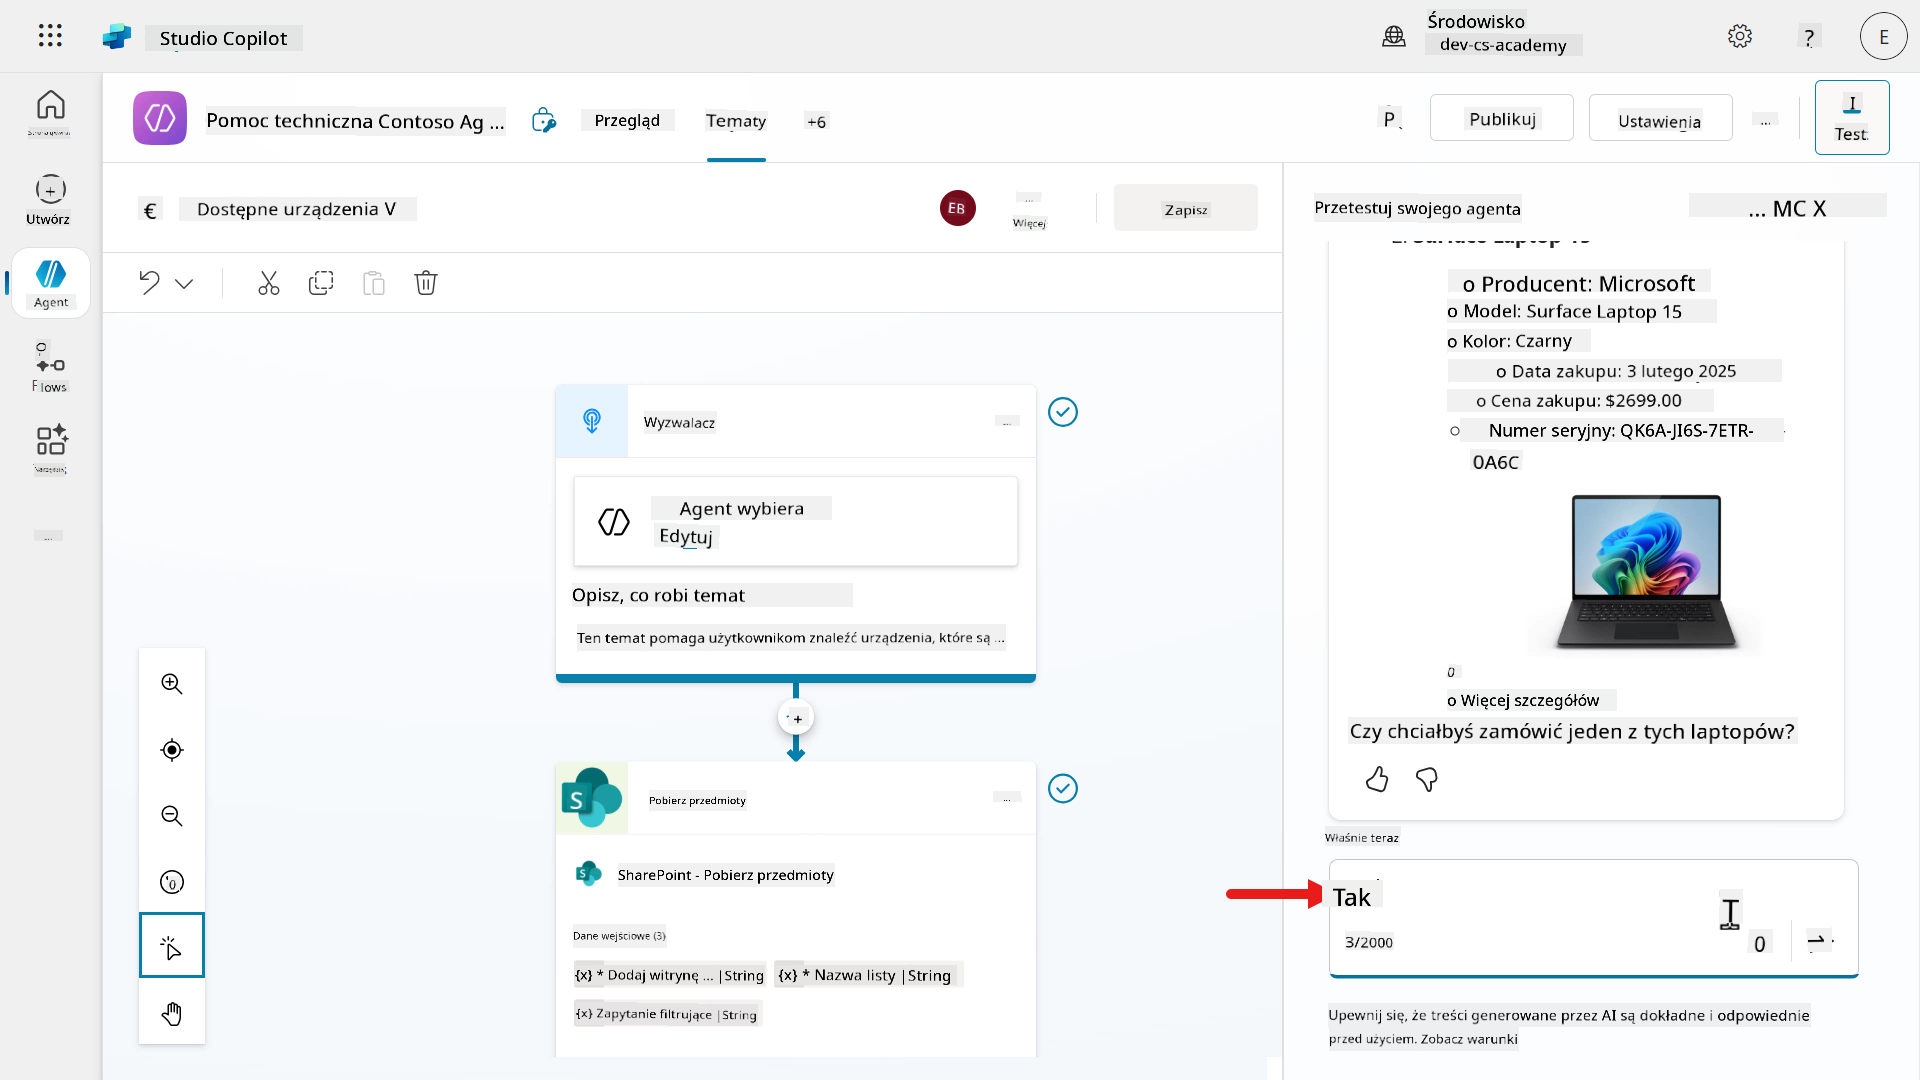 Studio Copilot
Środowisko
dev-cs-academy
?
E
Pomoc techniczna Contoso Ag ...
Przegląd
Tematy
+6
P
Publikuj
Ustawienia
...
Test
Utwórz
Agent
Flows
...
€ Dostępne urządzenia V
EB
...
Więcej
Zapisz
Wyzwalacz
...
Agent wybiera
Edytuj
Opisz, co robi temat
Ten temat pomaga użytkownikom znaleźć urządzenia, które są ...
+
Pobierz przedmioty
...
SharePoint - Pobierz przedmioty
Dane wejściowe (3)
{x} * Dodaj witrynę ... |String
{x} * Nazwa listy |String
{x} Zapytanie filtrujące |String
Przetestuj swojego agenta
... MC X
2. Surface Laptop 15
o Producent: Microsoft
o Model: Surface Laptop 15
o Kolor: Czarny
o Data zakupu: 3 lutego 2025
o Cena zakupu: $2699.00
o Numer seryjny: QK6A-JI6S-7ETR-
0A6C
o
o Więcej szczegółów
Czy chciałbyś zamówić jeden z tych laptopów?
Właśnie teraz
Tak
3/2000
0
Upewnij się, że treści generowane przez AI są dokładne i odpowiednie
przed użyciem. Zobacz warunki